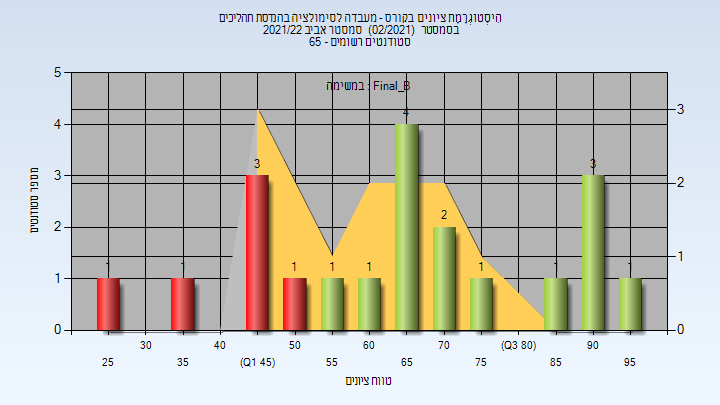 הִיסְטוֹגְרָמַת ציונים בקורס - מעבדה לסימולציה בהנדסת תהליכים
בסמסטר (02/2021) סמסטר אביב 2021/22
סטודנטים רשומים - 65
במשימה : Final_B
מספר סטודנטים
5
4
3
2
1
0
3
2
1
0
1
1
3
1
1
1
4
2
1
1
3
1
30 40 50 60 70 (Q3 80) 90
25 35 (Q1 45) 55 65 75 85 95
טווח ציונים